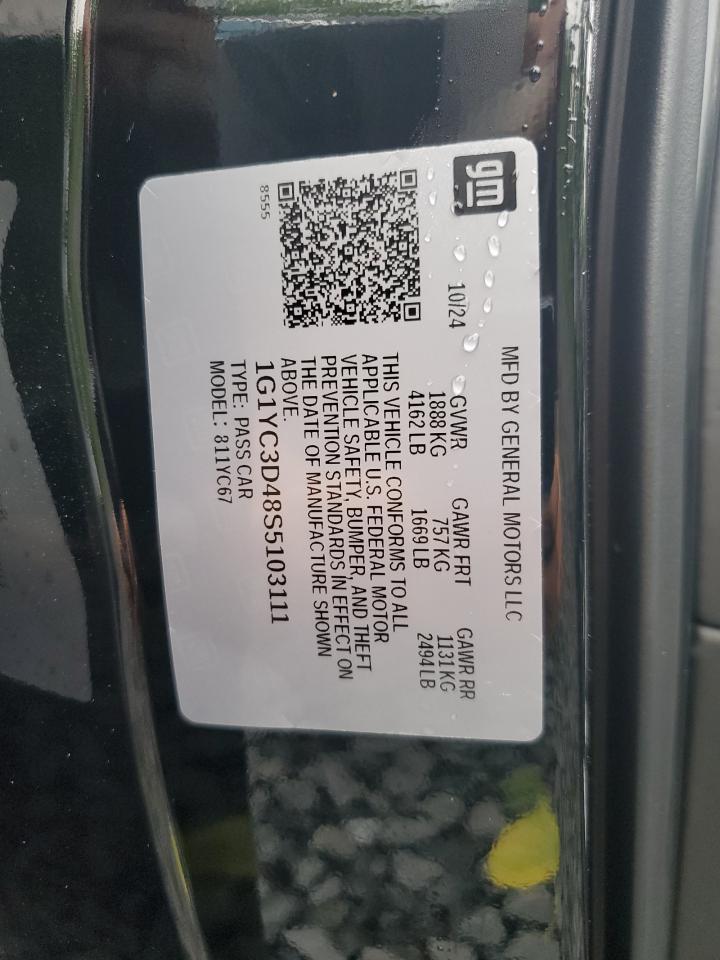 gm
MFD BY GENERAL MOTORS LLC
10/24
GVWR GAWR FRT GAWR RR
1888 KG 757 KG 1131 KG
4162 LB 1669 LB 2494 LB
THIS VEHICLE CONFORMS TO ALL
APPLICABLE U.S. FEDERAL MOTOR
VEHICLE SAFETY, BUMPER, AND THEFT
PREVENTION STANDARDS IN EFFECT ON
THE DATE OF MANUFACTURE SHOWN
ABOVE.
8555
1G1YC3D48S5103111
TYPE: PASS CAR
MODEL: 811YC67